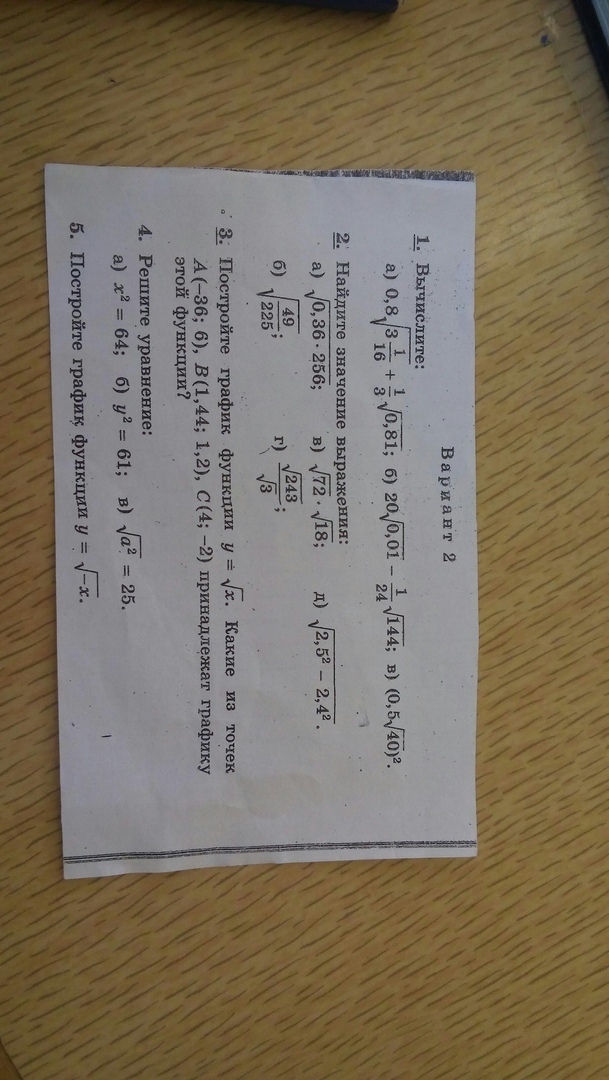 Вариант 2
1. Вычислите:
а) 0,8√(3 1/16) + 1/3 √0,81; б) 20√0,01 − 1/24 √144; в) (0,5√40)².
2. Найдите значение выражения:
а) √(0,36 · 256); в) √72 · √18; д) √(2,5² − 2,4²).
б) √(49/225); г) √243/√3;
3. Постройте график функции y = √x. Какие из точек
A(−36; 6), B(1,44; 1,2), C(4; −2) принадлежат графику
этой функции?
4. Решите уравнение:
а) x² = 64; б) y² = 61; в) √a² = 25.
5. Постройте график функции y = √−x.